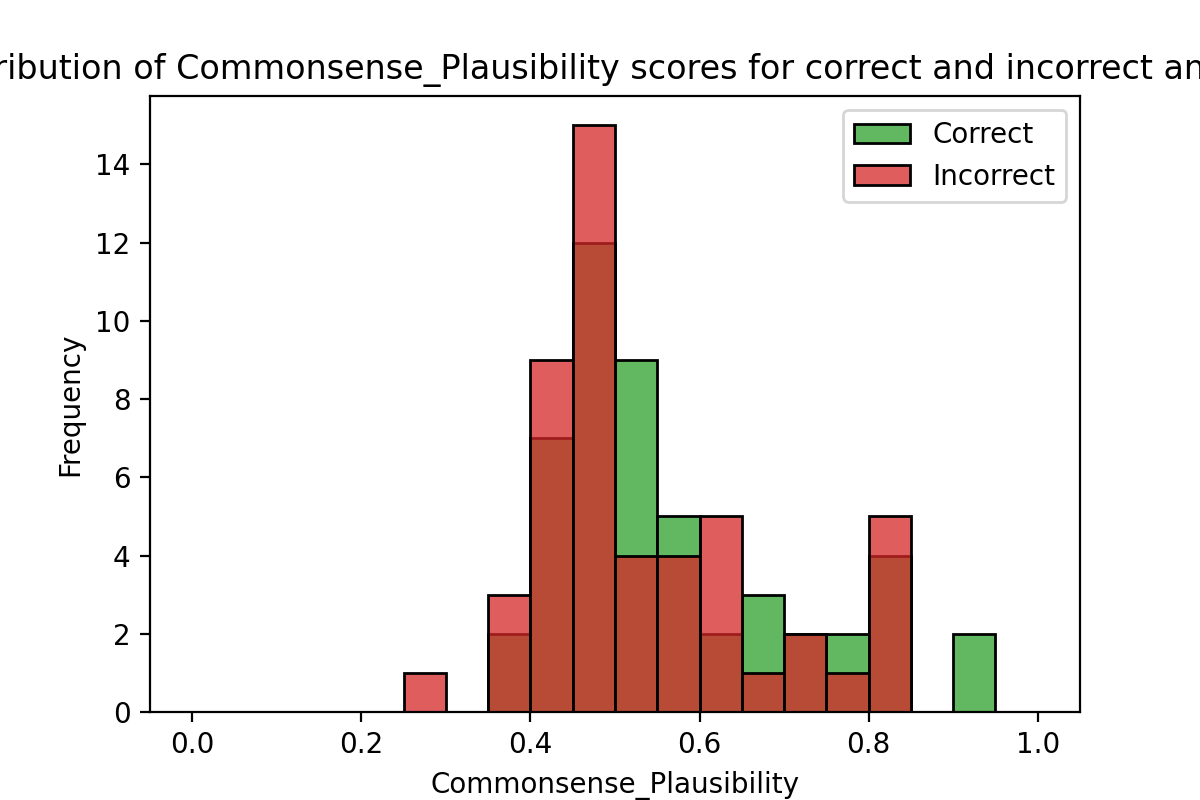 ribution of Commonsense_Plausibility scores for correct and incorrect an
Correct
Incorrect
14
12
10
8
6
4
2
0
Frequency
0.0 0.2 0.4 0.6 0.8 1.0
Commonsense_Plausibility